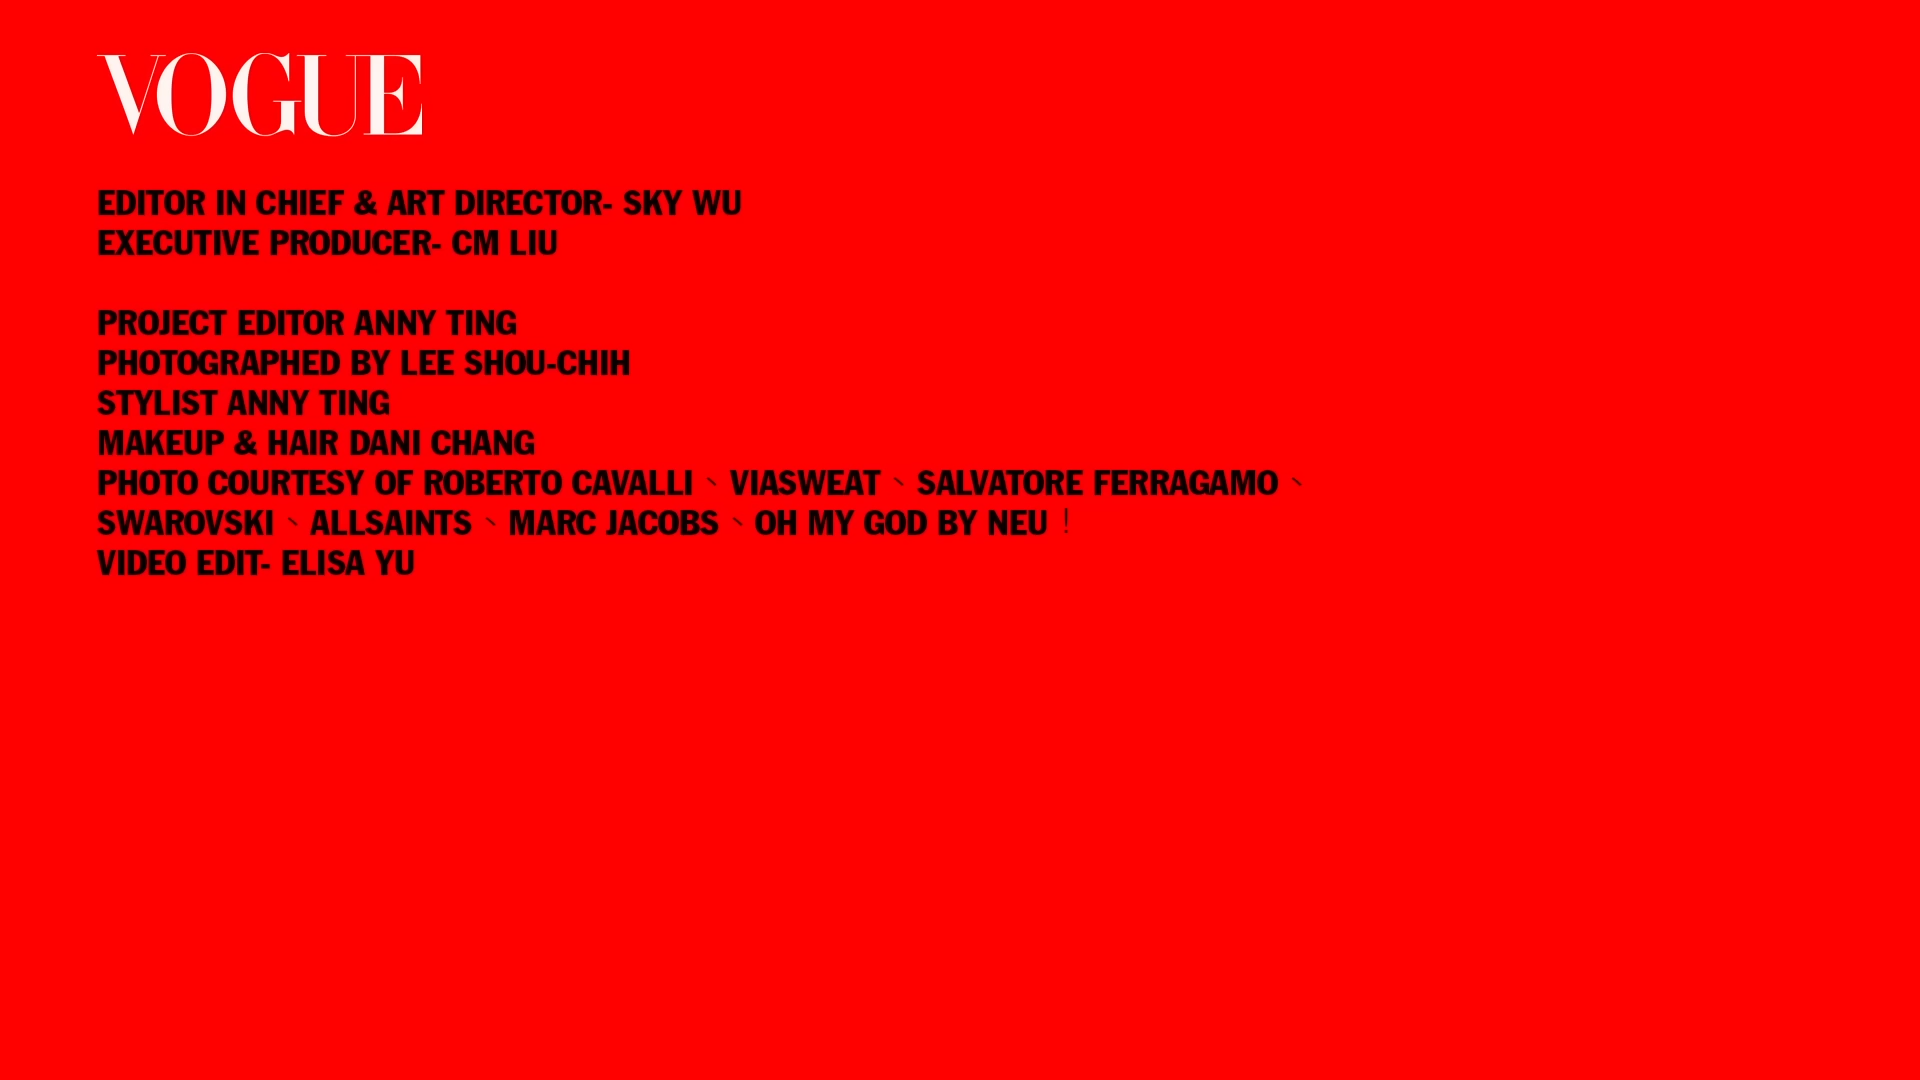 VOGUE
EDITOR IN CHIEF & ART DIRECTOR- SKY WU
EXECUTIVE PRODUCER- CM LIU
PROJECT EDITOR ANNY TING
PHOTOGRAPHED BY LEE SHOU-CHIH
STYLIST ANNY TING
MAKEUP & HAIR DANI CHANG
PHOTO COURTESY OF ROBERTO CAVALLI、VIASWEAT、SALVATORE FERRAGAMO、
SWAROVSKI、ALLSAINTS、MARC JACOBS、OH MY GOD BY NEU！
VIDEO EDIT- ELISA YU